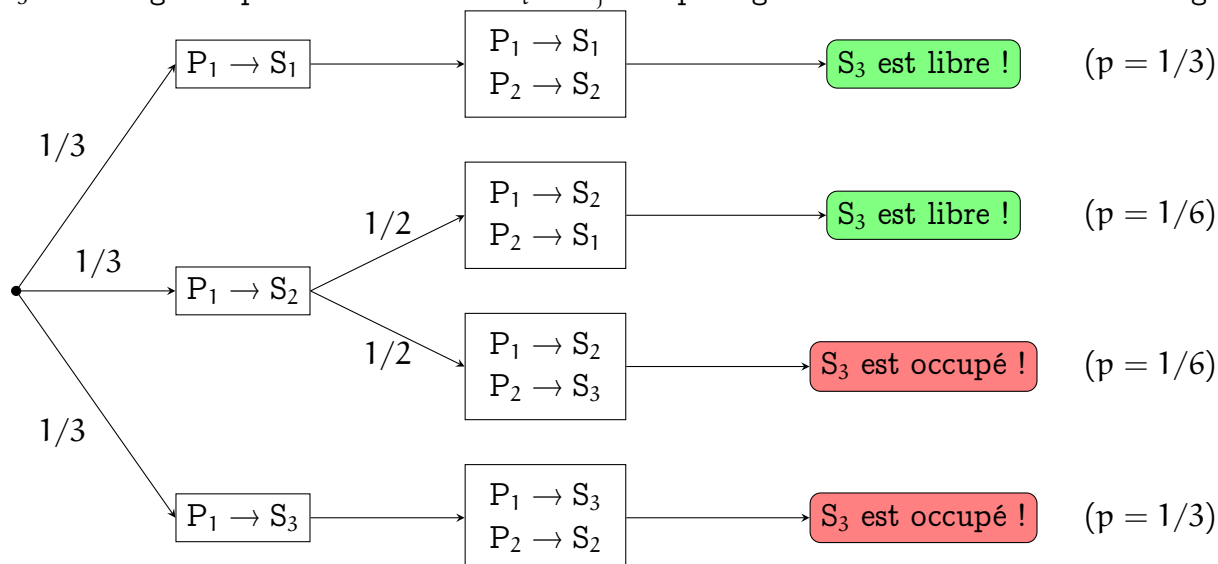 1/3
P₁ → S₁
P₁ → S₁
P₂ → S₂
S₃ est libre !
(p = 1/3)
1/3
P₁ → S₂
1/2
P₁ → S₂
P₂ → S₁
S₃ est libre !
(p = 1/6)
1/2
P₁ → S₂
P₂ → S₃
S₃ est occupé !
(p = 1/6)
1/3
P₁ → S₃
P₁ → S₃
P₂ → S₂
S₃ est occupé !
(p = 1/3)